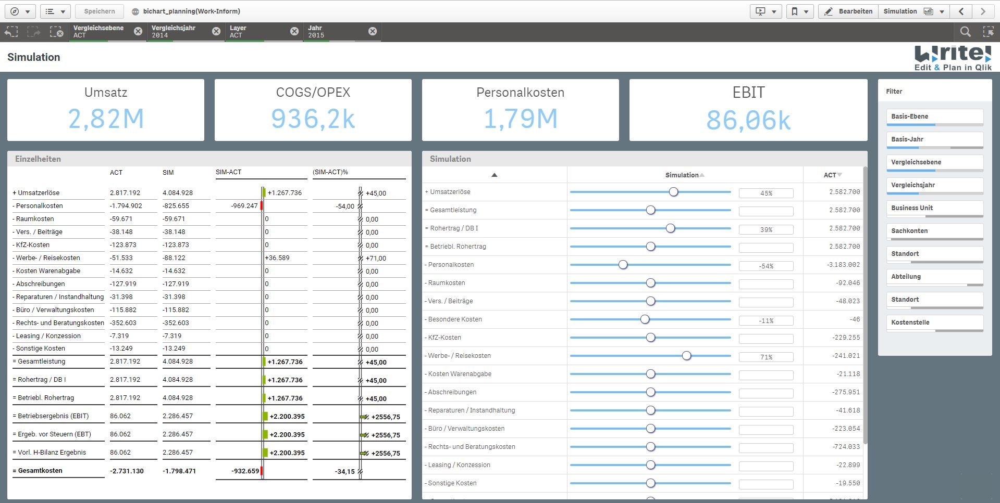 Speichern bichart_planning(Work-Inform) Bearbeiten Simulation
Vergleichsebene Vergleichsjahr Layer Jahr
ACT 2014 ACT 2015
Simulation
W!rite!
Edit & Plan in Qlik
Umsatz COGS/OPEX Personalkosten EBIT
2,82M 936,2k 1,79M 86,06k
Filter
Basis-Ebene
Basis-Jahr
Vergleichsebene
Vergleichsjahr
Business Unit
Sachkonten
Standort
Abteilung
Standort
Kostenstelle
Einzelheiten
ACT SIM SIM-ACT (SIM-ACT)%
+ Umsatzerlöse 2.817.192 4.084.928 +1.267.736 +45,00
- Personalkosten -1.794.902 -825.655 -969.247 -54,00
- Raumkosten -59.671 -59.671 0 0,00
- Vers. / Beiträge -38.148 -38.148 0 0,00
- KfZ-Kosten -123.873 -123.873 0 0,00
- Werbe- / Reisekosten -51.533 -88.122 +36.589 +71,00
- Kosten Warenabgabe -14.632 -14.632 0 0,00
- Abschreibungen -127.919 -127.919 0 0,00
- Reparaturen / Instandhaltung -31.398 -31.398 0 0,00
- Büro / Verwaltungskosten -115.882 -115.882 0 0,00
- Rechts- und Beratungskosten -352.603 -352.603 0 0,00
- Leasing / Konzession -7.319 -7.319 0 0,00
- Sonstige Kosten -13.249 -13.249 0 0,00
= Gesamtleistung 2.817.192 4.084.928 +1.267.736 +45,00
= Rohertrag / DB I 2.817.192 4.084.928 +1.267.736 +45,00
= Betriebl. Rohertrag 2.817.192 4.084.928 +1.267.736 +45,00
= Betriebsergebnis (EBIT) 86.062 2.286.457 +2.200.395 +2556,75
= Ergeb. vor Steuern (EBT) 86.062 2.286.457 +2.200.395 +2556,75
= Vorl. H-Bilanz Ergebnis 86.062 2.286.457 +2.200.395 +2556,75
= Gesamtkosten -2.731.130 -1.798.471 -932.659 -34,15
Simulation
Simulation ACT
+ Umsatzerlöse 45% 2.582.700
= Gesamtleistung 2.582.700
= Rohertrag / DB I 39% 2.582.700
= Betriebl. Rohertrag 2.582.700
- Personalkosten -54% -3.183.002
- Raumkosten -92.046
- Vers. / Beiträge -48.023
- Besondere Kosten -11% -46
- KfZ-Kosten -229.255
- Werbe- / Reisekosten 71% -241.021
- Kosten Warenabgabe -21.118
- Abschreibungen -275.951
- Reparaturen / Instandhaltung -41.618
- Büro / Verwaltungskosten -223.054
- Rechts- und Beratungskosten -724.033
- Leasing / Konzession -22.899
- Sonstige Kosten -19.550